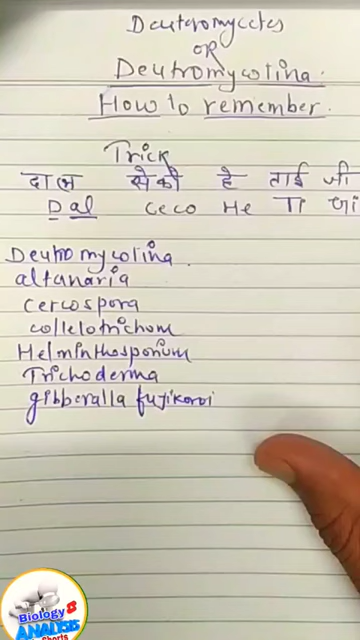 Deuteromycetes
OR
Deutromycotina.
How to remember.
Trick
दाल सेको हे ताई जी
Dal Ceco He Ti
Deutromycotina.
altanaria
cercospora
colletotrichum
Helminthosporium
Trichoderma
gibberalla fujikoroi
Biology
ANALYSIS
Shorts